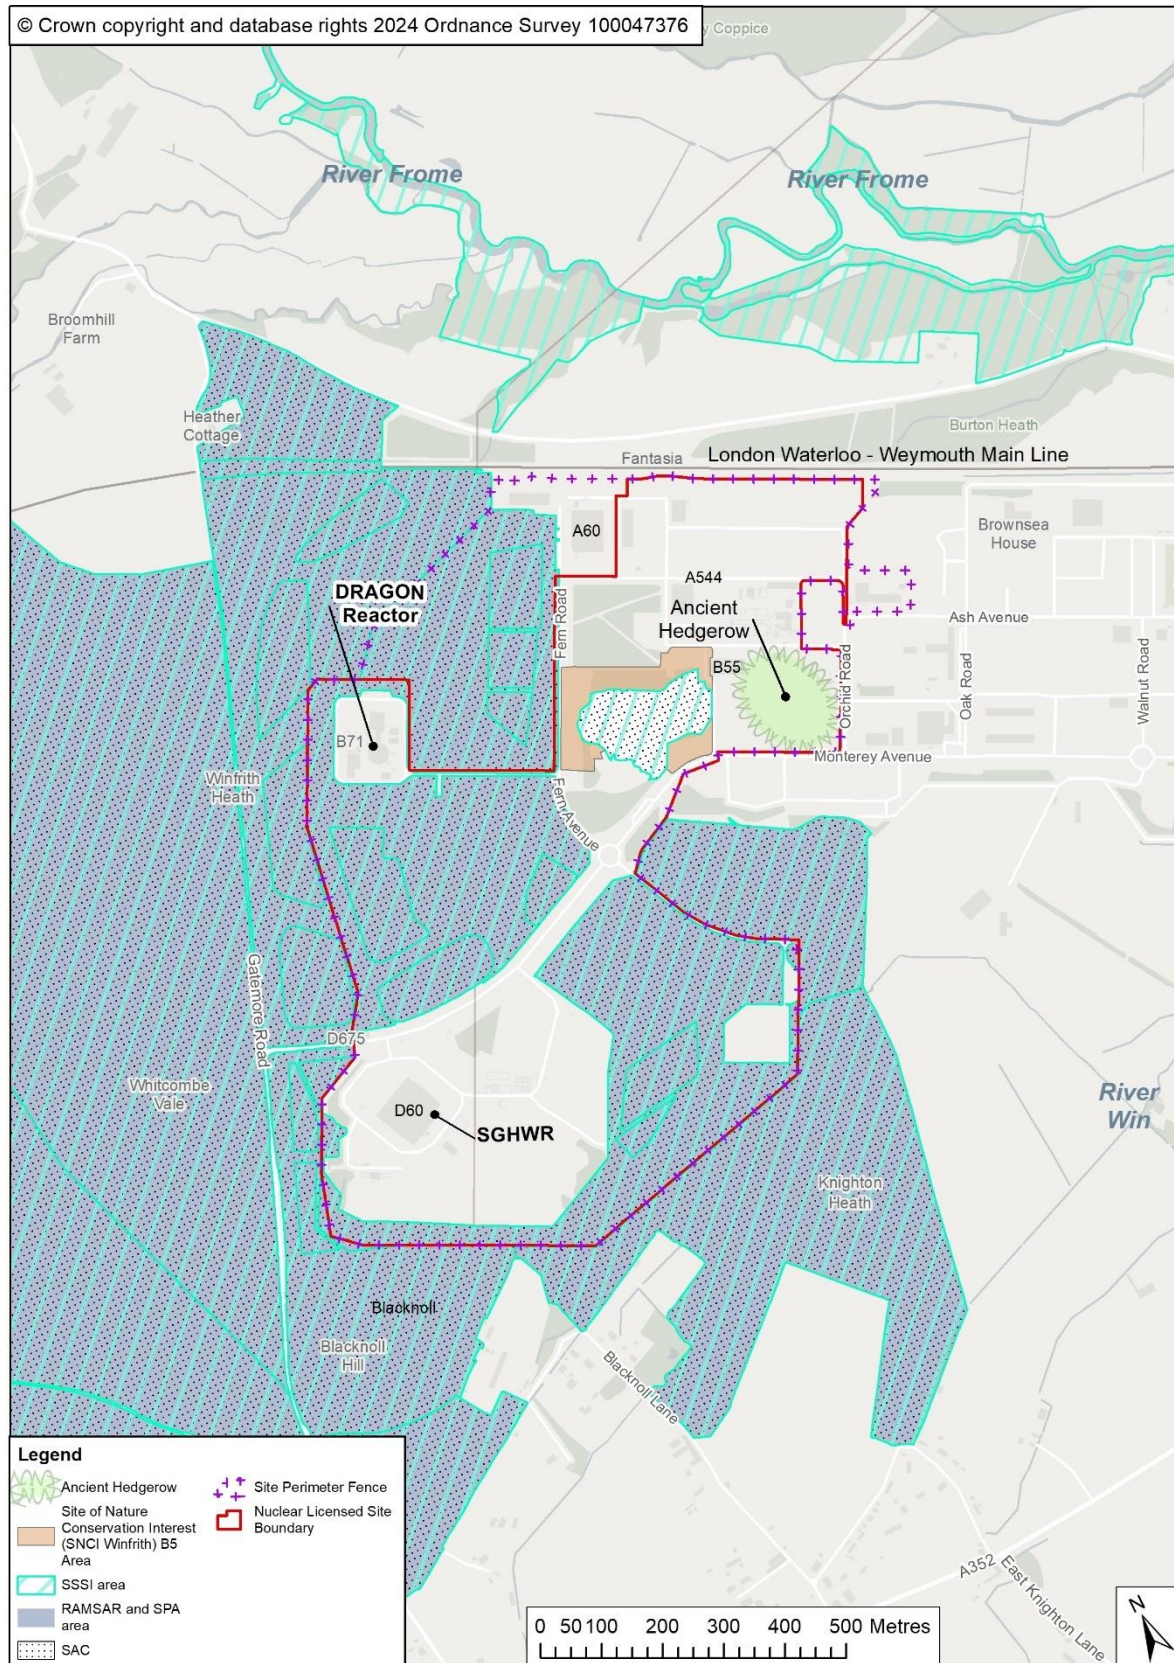 © Crown copyright and database rights 2024 Ordnance Survey 100047376
y Coppice
River Frome
River Frome
Broomhill
Farm
Heather
Cottage
Burton Heath
Fantasia
London Waterloo - Weymouth Main Line
A60
Brownsea
House
DRAGON
Reactor
A544
Ancient
Hedgerow
Fern Road
Ash Avenue
B55
Orchid Road
Oak Road
Walnut Road
B71
Monterey Avenue
Winfrith
Heath
Fern Avenue
Gatemore Road
D675
Whitcombe
Vale
D60
SGHWR
River
Win
Knighton
Heath
Blacknoll
Blacknoll
Hill
Blacknoll Lane
A352
East Knighton Lane
Legend
Ancient Hedgerow
Site of Nature
Conservation Interest
(SNCI Winfrith) B5
Area
SSSI area
RAMSAR and SPA
area
SAC
Site Perimeter Fence
Nuclear Licensed Site
Boundary
0 50 100 200 300 400 500 Metres
N